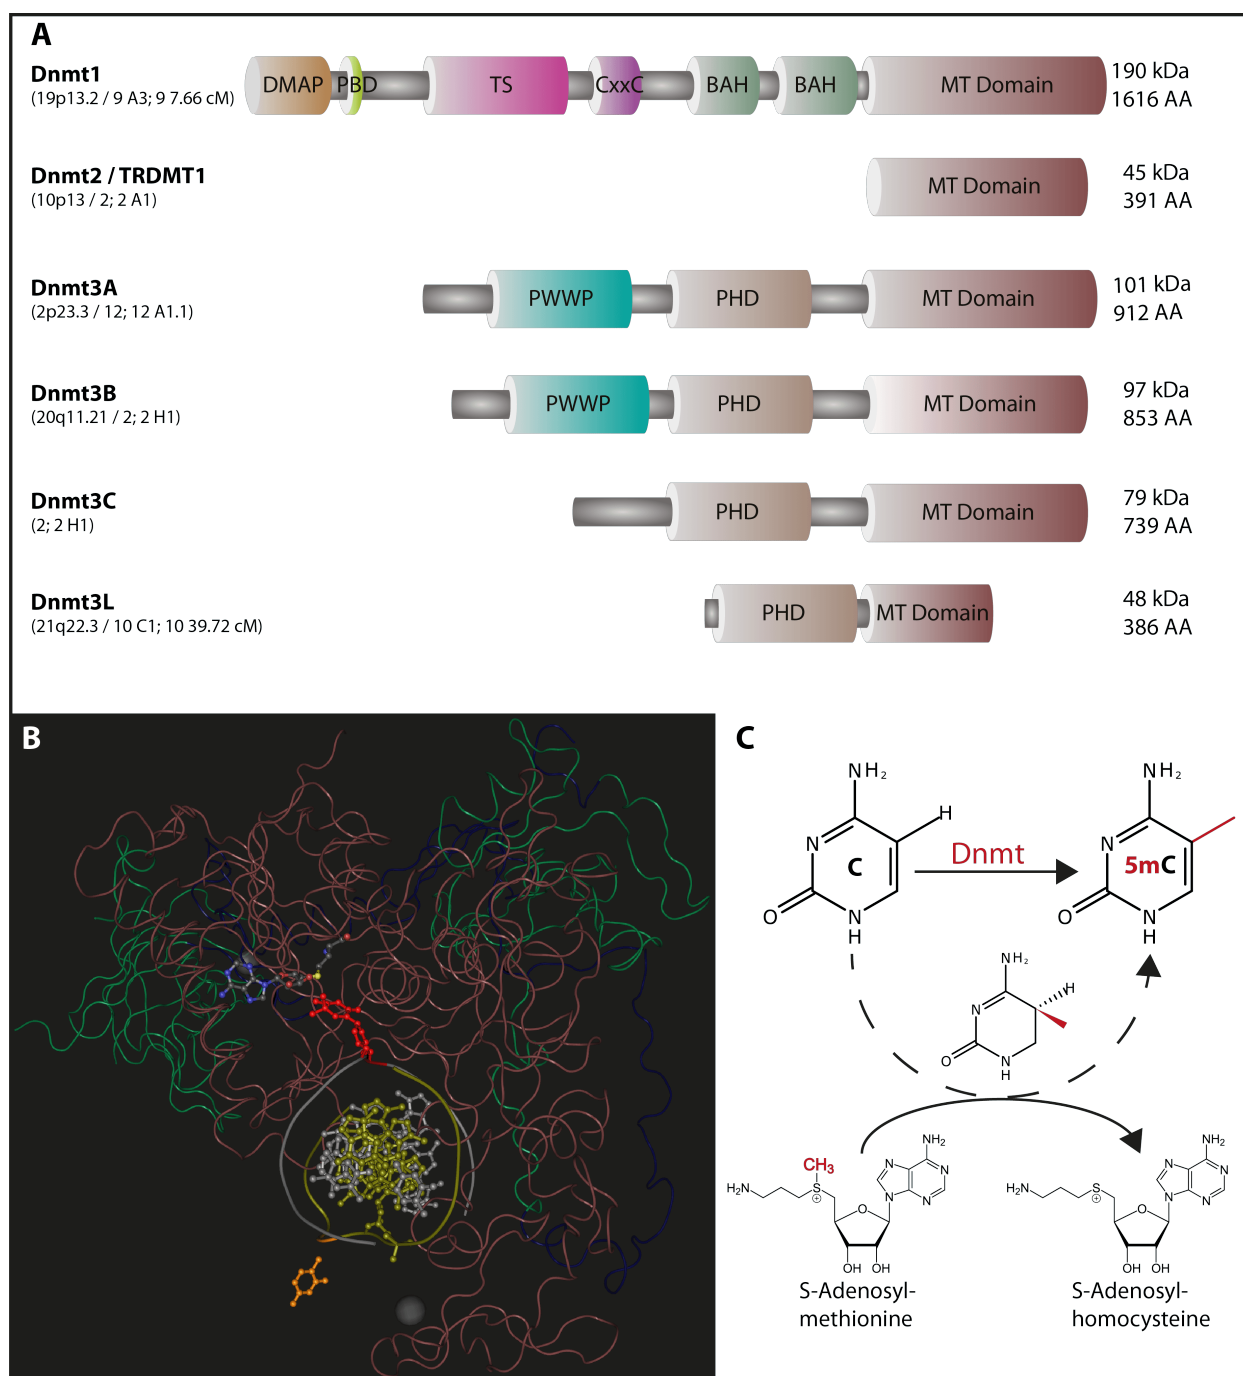 A
Dnmt1
(19p13.2 / 9 A3; 9 7.66 cM)
DMAP PBD TS CxxC BAH BAH MT Domain
190 kDa
1616 AA
Dnmt2 / TRDMT1
(10p13 / 2; 2 A1)
MT Domain
45 kDa
391 AA
Dnmt3A
(2p23.3 / 12; 12 A1.1)
PWWP PHD MT Domain
101 kDa
912 AA
Dnmt3B
(20q11.21 / 2; 2 H1)
PWWP PHD MT Domain
97 kDa
853 AA
Dnmt3C
(2; 2 H1)
PHD MT Domain
79 kDa
739 AA
Dnmt3L
(21q22.3 / 10 C1; 10 39.72 cM)
PHD MT Domain
48 kDa
386 AA
B
C
NH₂
H
N
C
O
N
H
Dnmt
NH₂
N
5mC
O
N
H
NH₂
H
N
O
N
H
CH₃
H₂N
S
⊕
O
OH OH
NH₂
N
N
N
N
S-Adenosyl-
methionine
H₂N
S
⊕
O
OH OH
NH₂
N
N
N
N
S-Adenosyl-
homocysteine